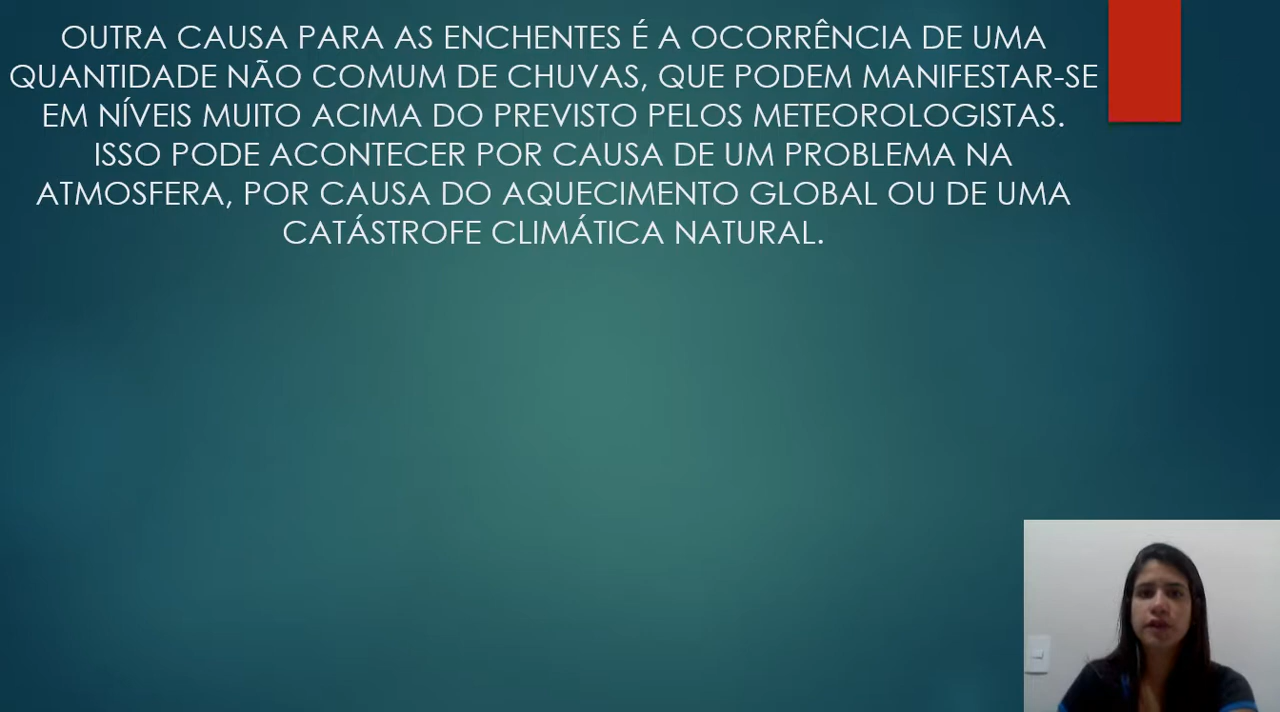 OUTRA CAUSA PARA AS ENCHENTES É A OCORRÊNCIA DE UMA
QUANTIDADE NÃO COMUM DE CHUVAS, QUE PODEM MANIFESTAR-SE
EM NÍVEIS MUITO ACIMA DO PREVISTO PELOS METEOROLOGISTAS.
ISSO PODE ACONTECER POR CAUSA DE UM PROBLEMA NA
ATMOSFERA, POR CAUSA DO AQUECIMENTO GLOBAL OU DE UMA
CATÁSTROFE CLIMÁTICA NATURAL.